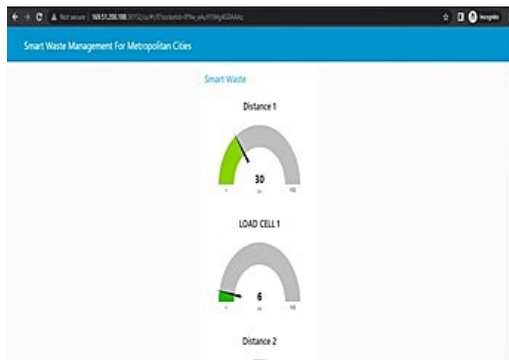 Not secure
Incognito
Smart Waste Management For Metropolitan Cities
Smart Waste
Distance 1
30
LOAD CELL 1
6
Distance 2